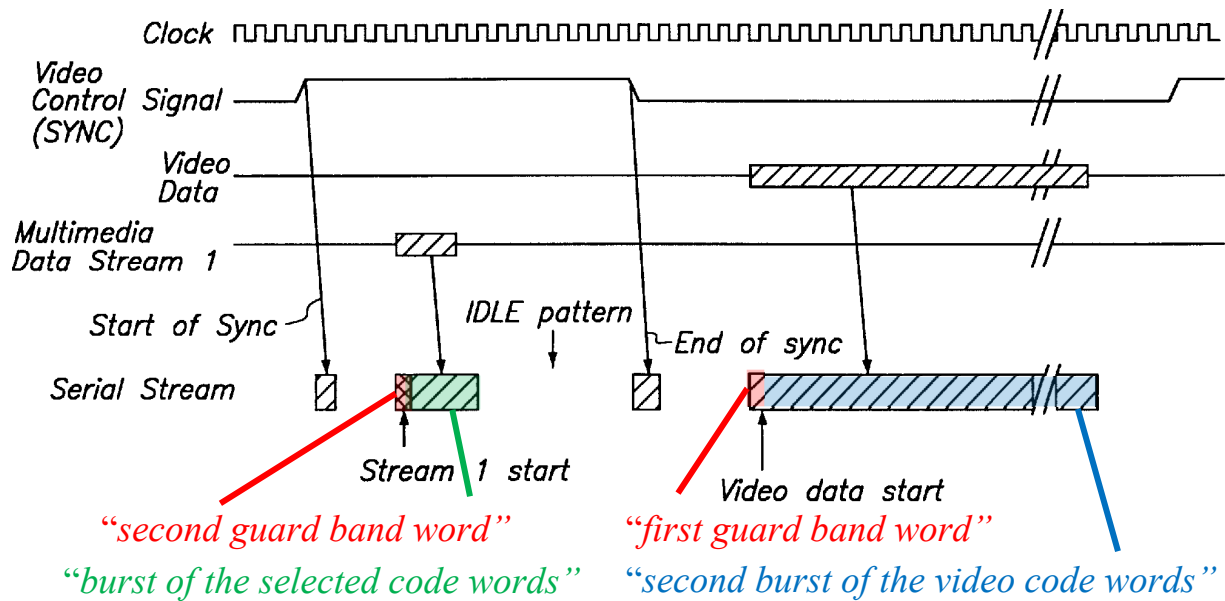 Clock
Video
Control Signal
(SYNC)
Video
Data
Multimedia
Data Stream 1
Start of Sync
IDLE pattern
End of sync
Serial Stream
Stream 1 start
Video data start
“second guard band word”
“first guard band word”
“burst of the selected code words”
“second burst of the video code words”